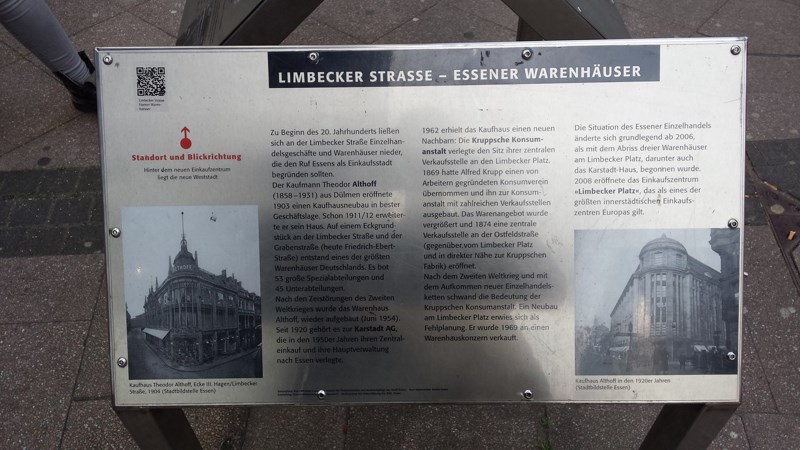 LIMBECKER STRASSE – ESSENER WARENHÄUSER
Standort und Blickrichtung
Hinter dem neuen Einkaufszentrum
liegt die neue Weststadt
Zu Beginn des 20. Jahrhunderts ließen
sich an der Limbecker Straße Einzelhan-
delsgeschäfte und Warenhäuser nieder,
die den Ruf Essens als Einkaufsstadt
begründen sollten.
Der Kaufmann Theodor Althoff
(1858–1931) aus Dülmen eröffnete
1903 einen Kaufhausneubau in bester
Geschäftslage. Schon 1911/12 erweiter-
te er sein Haus. Auf einem Eckgrund-
stück an der Limbecker Straße und der
Grabenstraße (heute Friedrich-Ebert-
Straße) entstand eines der größten
Warenhäuser Deutschlands. Es bot
53 große Spezialabteilungen und
45 Unterabteilungen.
Nach den Zerstörungen des Zweiten
Weltkrieges wurde das Warenhaus
Althoff, wieder aufgebaut (Juni 1954).
Seit 1920 gehört es zur Karstadt AG,
die in den 1950er Jahren ihren Zentral-
einkauf und ihre Hauptverwaltung
nach Essen verlegte.
1962 erhielt das Kaufhaus einen neuen
Nachbarn: Die Kruppsche Konsum-
anstalt verlegte den Sitz ihrer zentralen
Verkaufsstelle an den Limbecker Platz.
1869 hatte Alfred Krupp einen von
Arbeitern gegründeten Konsumverein
übernommen und ihn zur Konsum-
anstalt mit zahlreichen Verkaufsstellen
ausgebaut. Das Warenangebot wurde
vergrößert und 1874 eine zentrale
Verkaufsstelle an der Ostfeldstraße
(gegenüber vom Limbecker Platz
und in direkter Nähe zur Kruppschen
Fabrik) eröffnet.
Nach dem Zweiten Weltkrieg und mit
dem Aufkommen neuer Einzelhandels-
ketten schwand die Bedeutung der
Kruppschen Konsumanstalt. Ein Neubau
am Limbecker Platz erwies sich als
Fehlplanung. Er wurde 1969 an einen
Warenhauskonzern verkauft.
Die Situation des Essener Einzelhandels
änderte sich grundlegend ab 2006,
als mit dem Abriss dreier Warenhäuser
am Limbecker Platz, darunter auch
das Karstadt-Haus, begonnen wurde.
2008 eröffnete das Einkaufszentrum
»Limbecker Platz«, das als eines der
größten innerstädtischen Einkaufs-
zentren Europas gilt.
Kaufhaus Theodor Althoff, Ecke III. Hagen/Limbecker
Straße, 1904 (Stadtbildstelle Essen)
Kaufhaus Althoff in den 1920er Jahren
(Stadtbildstelle Essen)